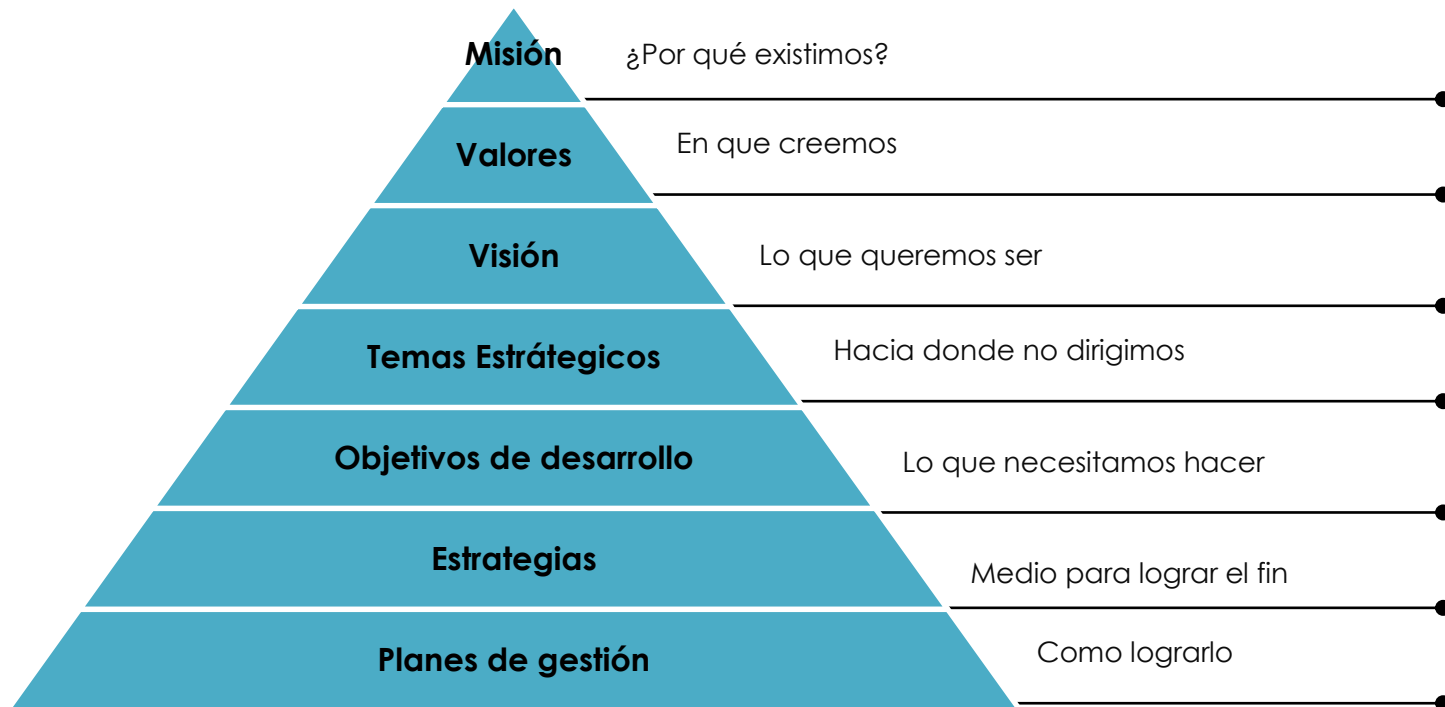 Misión
¿Por qué existimos?
Valores
En que creemos
Visión
Lo que queremos ser
Temas Estrátegicos
Hacia donde no dirigimos
Objetivos de desarrollo
Lo que necesitamos hacer
Estrategias
Medio para lograr el fin
Planes de gestión
Como lograrlo